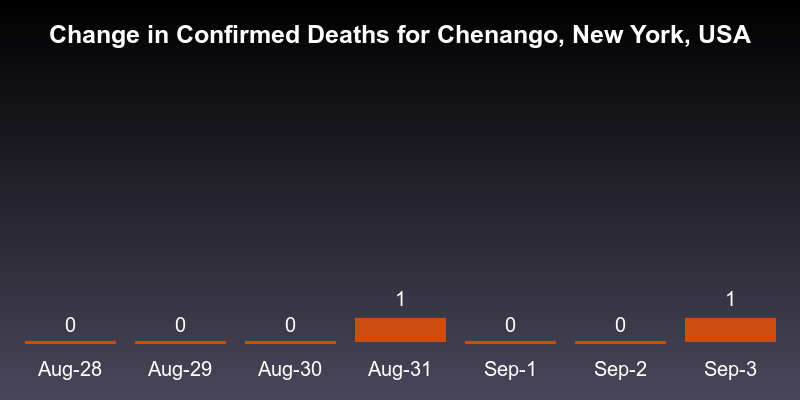 Change in Confirmed Deaths for Chenango, New York, USA
0 0 0 1 0 0 1
Aug-28 Aug-29 Aug-30 Aug-31 Sep-1 Sep-2 Sep-3